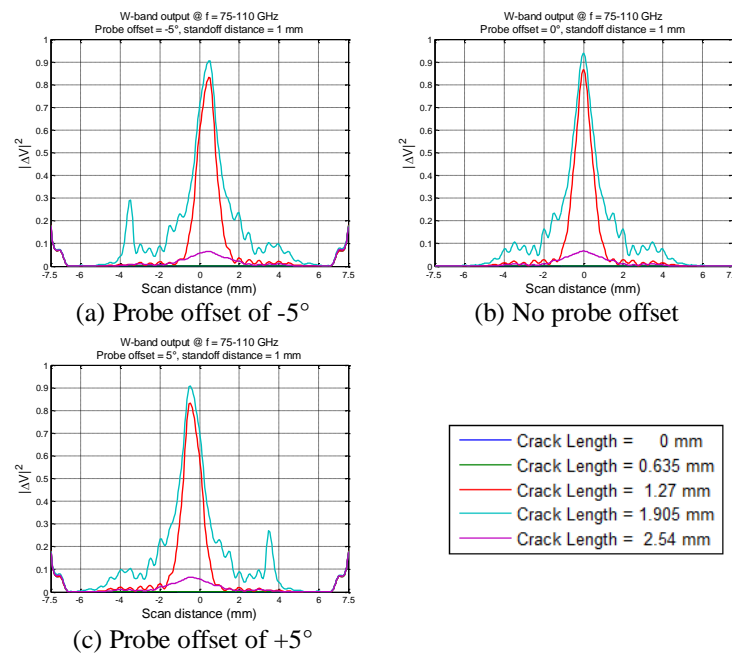 W-band output @ f = 75-110 GHz
Probe offset = -5°, standoff distance = 1 mm
1
0.9
0.8
0.7
0.6
0.5
0.4
0.3
0.2
0.1
0
|ΔV|²
-7.5 -6 -4 -2 0 2 4 6 7.5
Scan distance (mm)
(a) Probe offset of -5°
W-band output @ f = 75-110 GHz
Probe offset = 0°, standoff distance = 1 mm
1
0.9
0.8
0.7
0.6
0.5
0.4
0.3
0.2
0.1
0
|ΔV|²
-7.5 -6 -4 -2 0 2 4 6 7.5
Scan distance (mm)
(b) No probe offset
W-band output @ f = 75-110 GHz
Probe offset = 5°, standoff distance = 1 mm
1
0.9
0.8
0.7
0.6
0.5
0.4
0.3
0.2
0.1
0
|ΔV|²
-7.5 -6 -4 -2 0 2 4 6 7.5
Scan distance (mm)
(c) Probe offset of +5°
Crack Length = 0 mm
Crack Length = 0.635 mm
Crack Length = 1.27 mm
Crack Length = 1.905 mm
Crack Length = 2.54 mm